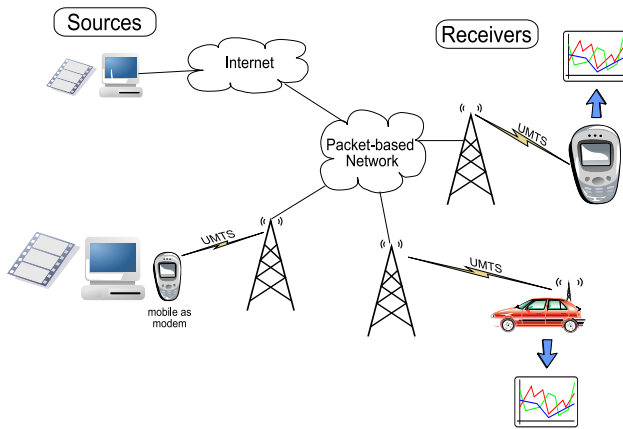 Sources
Receivers
Internet
Packet-based
Network
UMTS
UMTS
UMTS
mobile as
modem